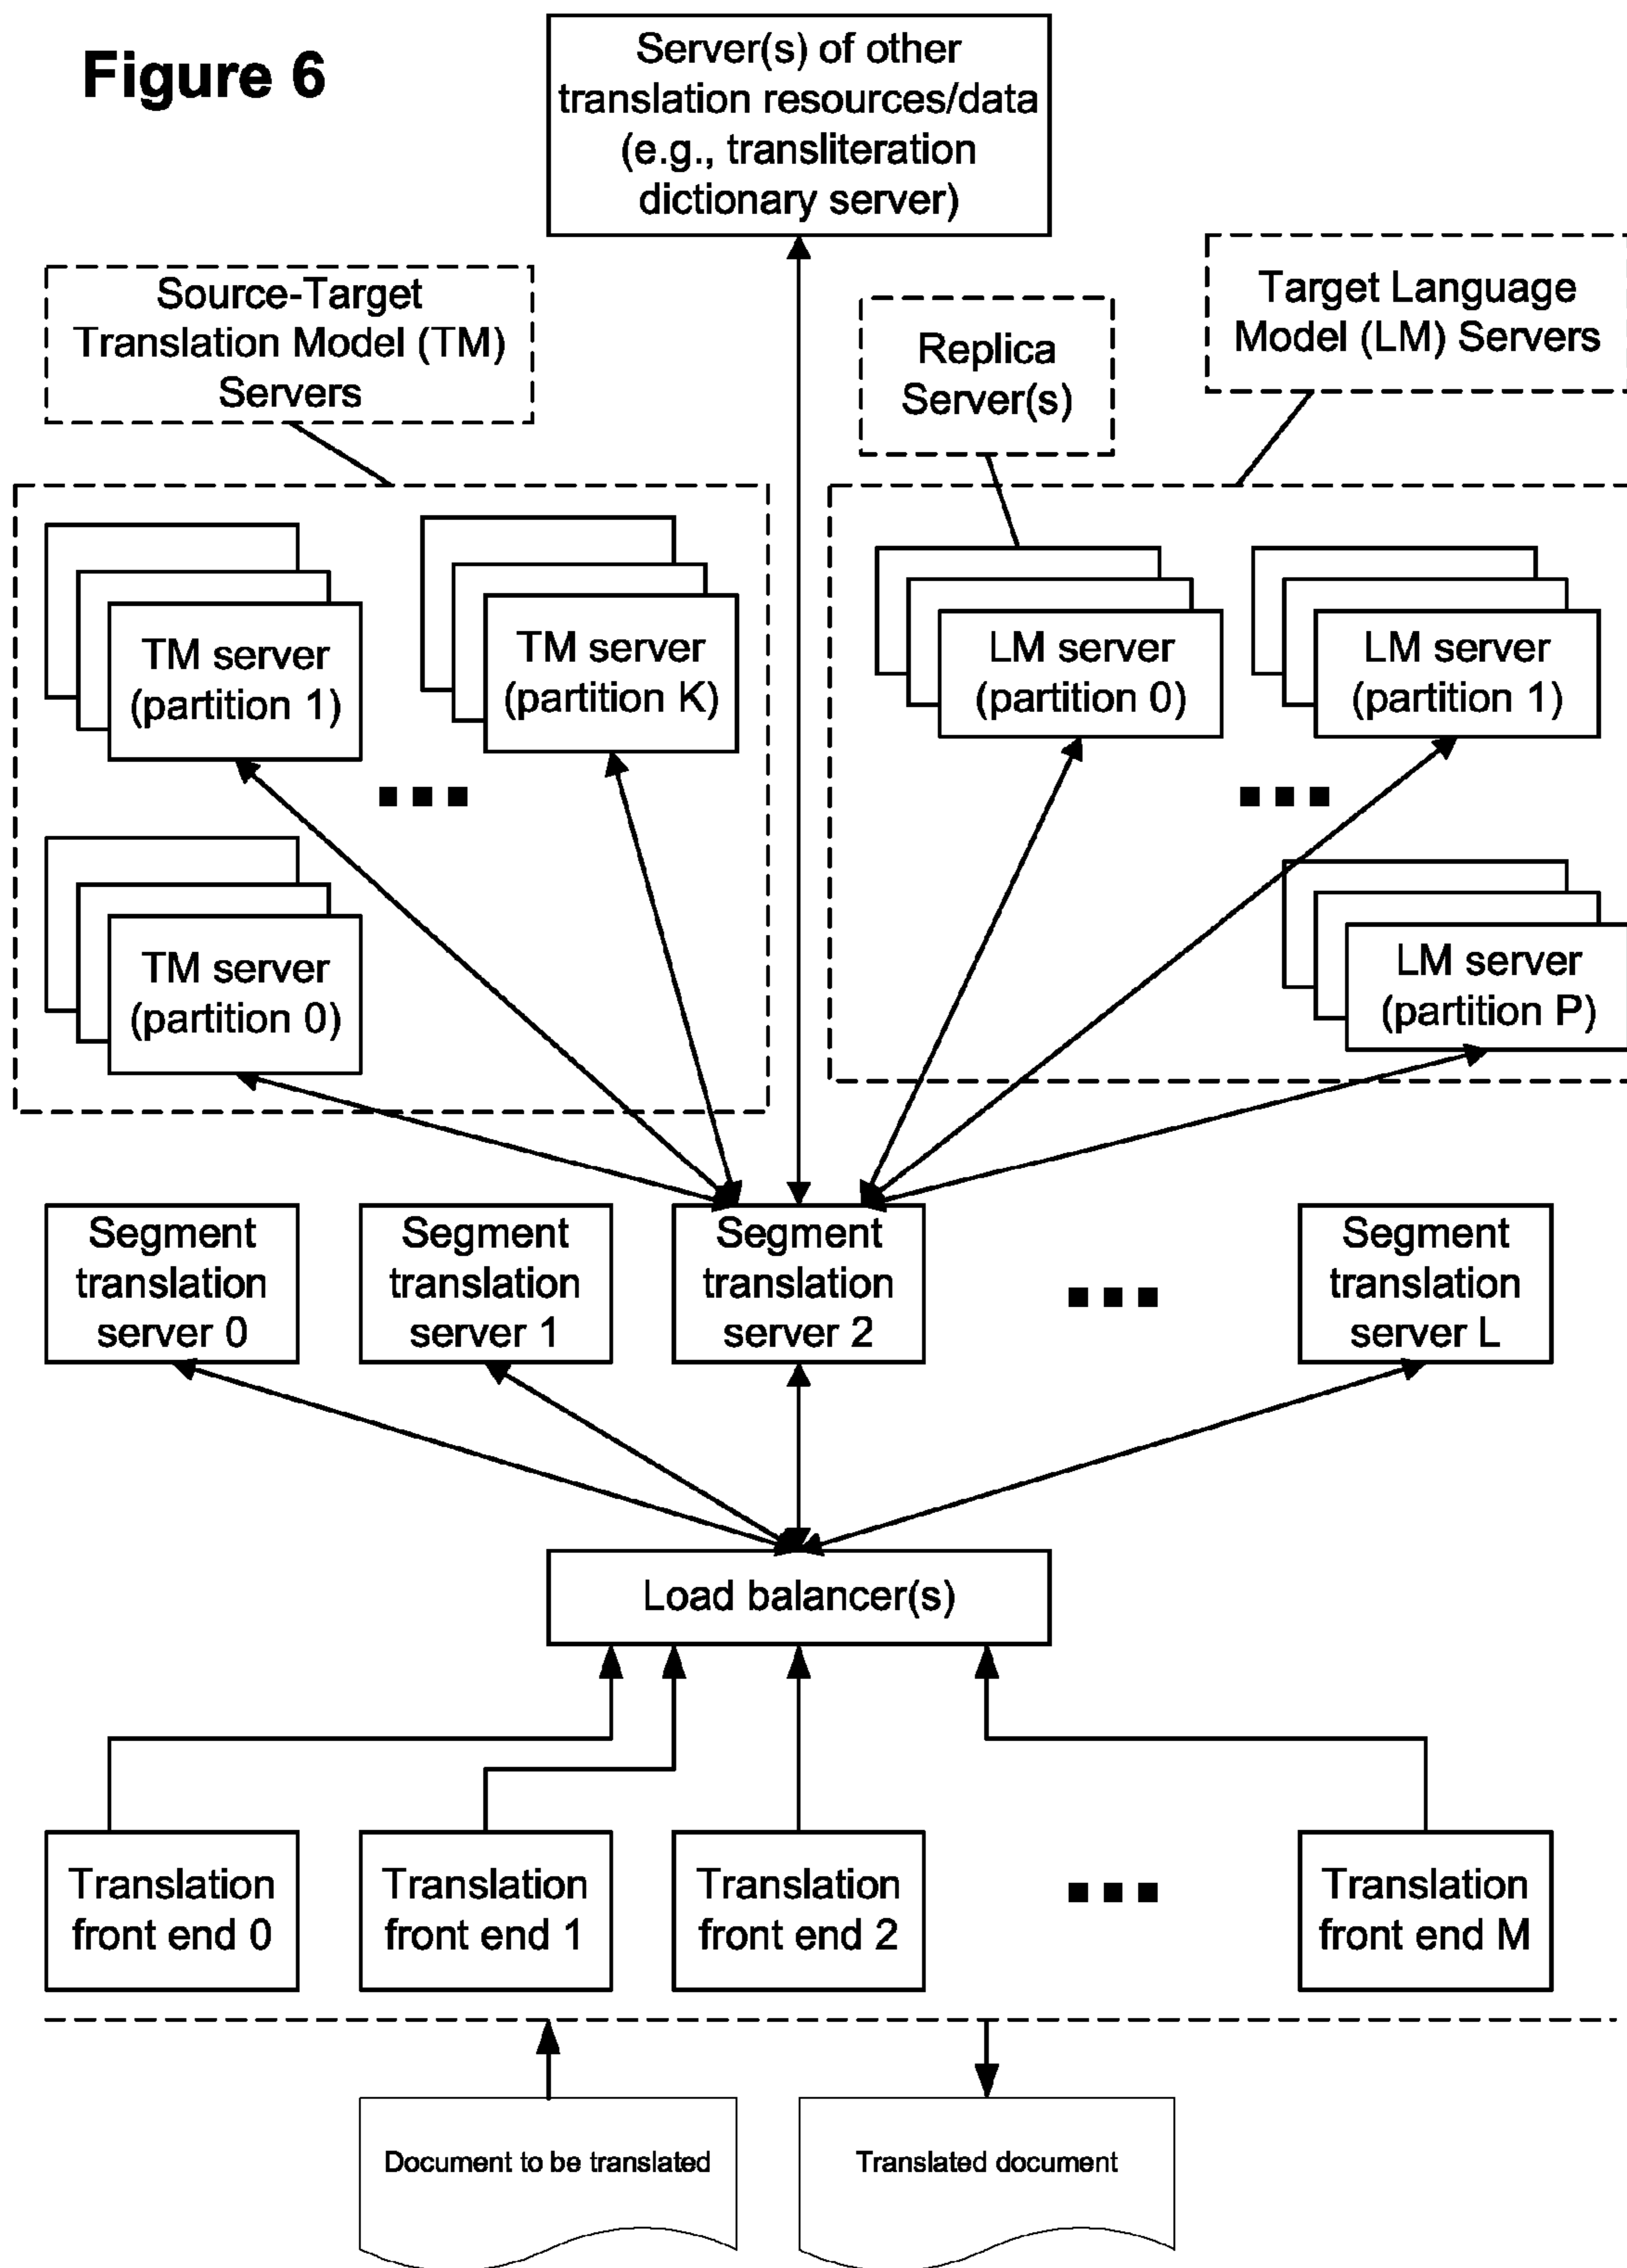 Figure 6
Server(s) of other
translation resources/data
(e.g., transliteration
dictionary server)
Source-Target
Translation Model (TM)
Servers
Replica
Server(s)
Target Language
Model (LM) Servers
TM server
(partition 1)
TM server
(partition K)
LM server
(partition 0)
LM server
(partition 1)
TM server
(partition 0)
LM server
(partition P)
Segment
translation
server 0
Segment
translation
server 1
Segment
translation
server 2
Segment
translation
server L
Load balancer(s)
Translation
front end 0
Translation
front end 1
Translation
front end 2
Translation
front end M
Document to be translated
Translated document